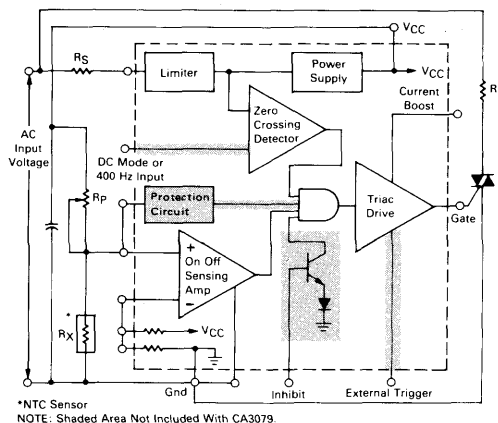 VCC
RS
Limiter
Power
Supply
VCC
R
Current
Boost
Zero
Crossing
Detector
AC
Input
Voltage
DC Mode or
400 Hz Input
RP
Protection
Circuit
Triac
Drive
Gate
+
On Off
Sensing
Amp
−
RX
*
VCC
Gnd
Inhibit
External Trigger
*NTC Sensor
NOTE: Shaded Area Not Included With CA3079.